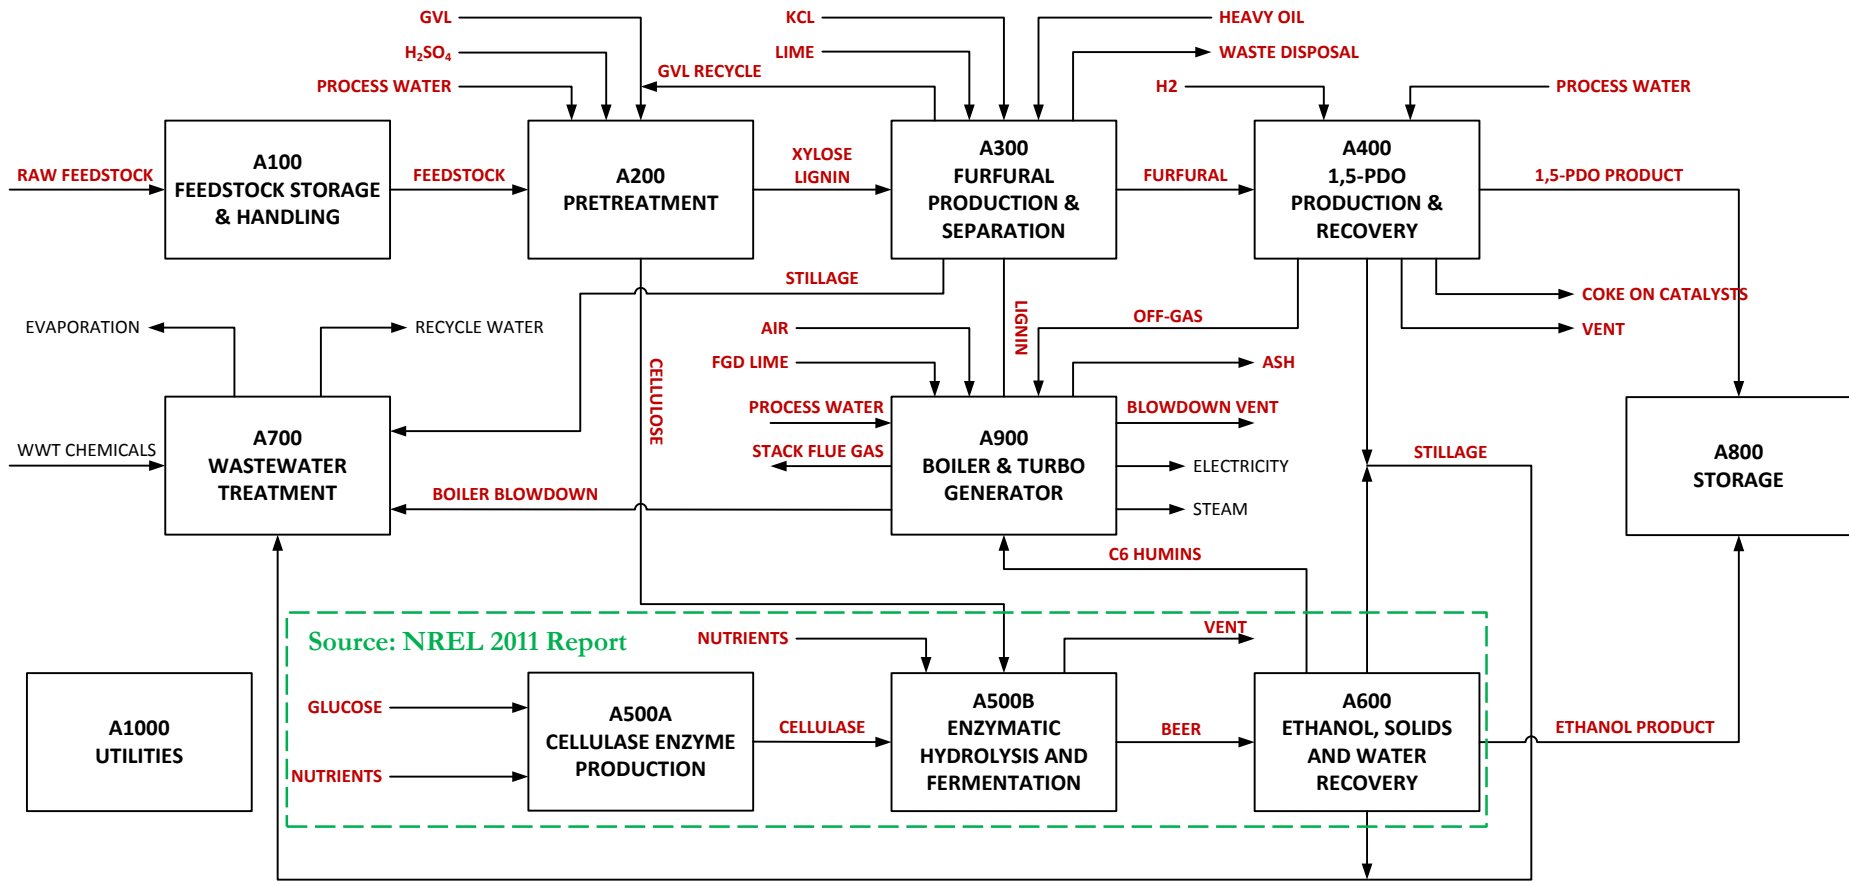 GVL
KCL
HEAVY OIL
H₂SO₄
LIME
WASTE DISPOSAL
GVL RECYCLE
PROCESS WATER
H2
PROCESS WATER
RAW FEEDSTOCK
A100
FEEDSTOCK STORAGE
& HANDLING
FEEDSTOCK
A200
PRETREATMENT
XYLOSE
LIGNIN
A300
FURFURAL
PRODUCTION &
SEPARATION
FURFURAL
A400
1,5-PDO
PRODUCTION &
RECOVERY
1,5-PDO PRODUCT
STILLAGE
COKE ON CATALYSTS
EVAPORATION
RECYCLE WATER
AIR
LIGNIN
OFF-GAS
VENT
FGD LIME
ASH
CELLULOSE
PROCESS WATER
BLOWDOWN VENT
WWT CHEMICALS
A700
WASTEWATER
TREATMENT
STACK FLUE GAS
A900
BOILER & TURBO
GENERATOR
ELECTRICITY
STILLAGE
A800
STORAGE
BOILER BLOWDOWN
STEAM
C6 HUMINS
Source: NREL 2011 Report
NUTRIENTS
VENT
A1000
UTILITIES
GLUCOSE
NUTRIENTS
A500A
CELLULASE ENZYME
PRODUCTION
CELLULASE
A500B
ENZYMATIC
HYDROLYSIS AND
FERMENTATION
BEER
A600
ETHANOL, SOLIDS
AND WATER
RECOVERY
ETHANOL PRODUCT